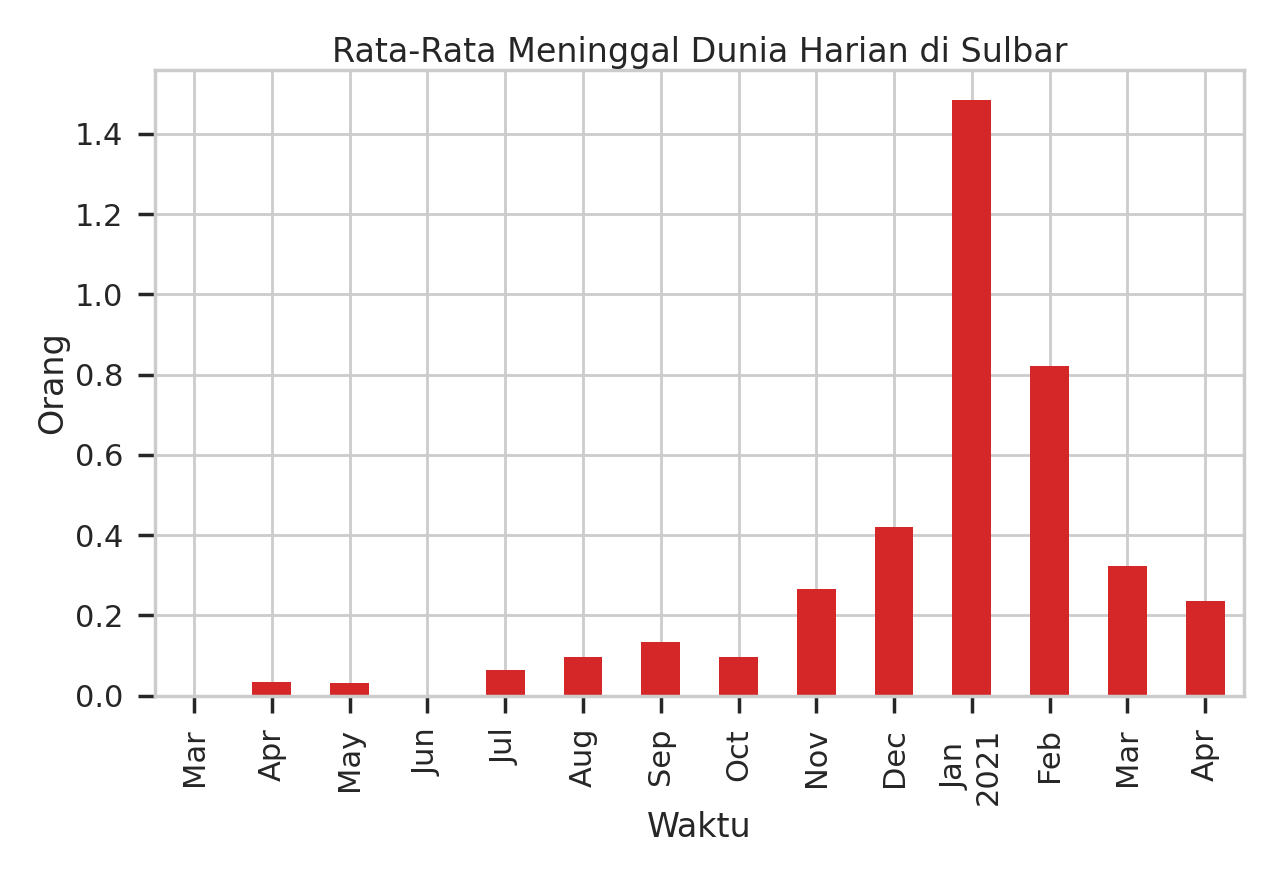 Rata-Rata Meninggal Dunia Harian di Sulbar
Orang
1.4
1.2
1.0
0.8
0.6
0.4
0.2
0.0
Mar
Apr
May
Jun
Jul
Aug
Sep
Oct
Nov
Dec
Jan
2021
Feb
Mar
Apr
Waktu